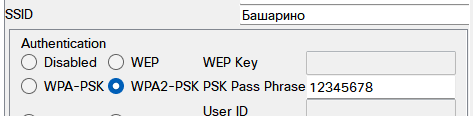 SSID Башарино
Authentication
Disabled WEP WEP Key
WPA-PSK WPA2-PSK PSK Pass Phrase 12345678
User ID